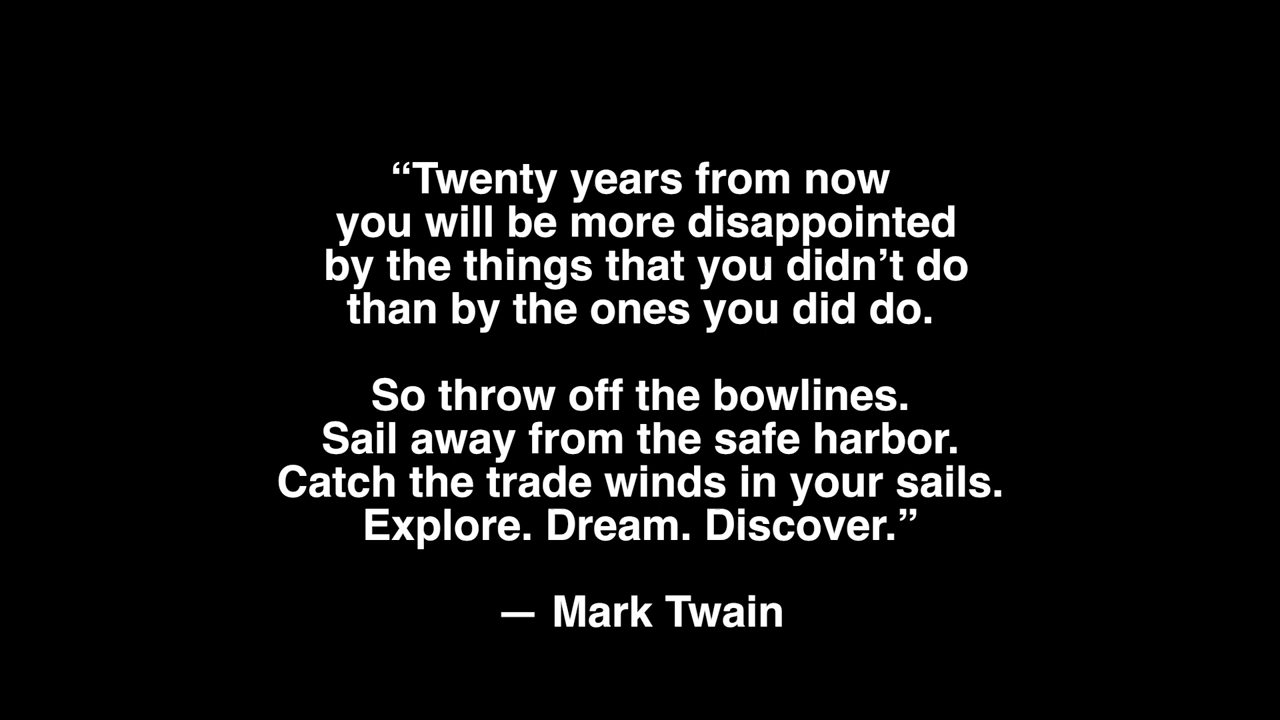 “Twenty years from now
you will be more disappointed
by the things that you didn’t do
than by the ones you did do.
So throw off the bowlines.
Sail away from the safe harbor.
Catch the trade winds in your sails.
Explore. Dream. Discover.”
— Mark Twain